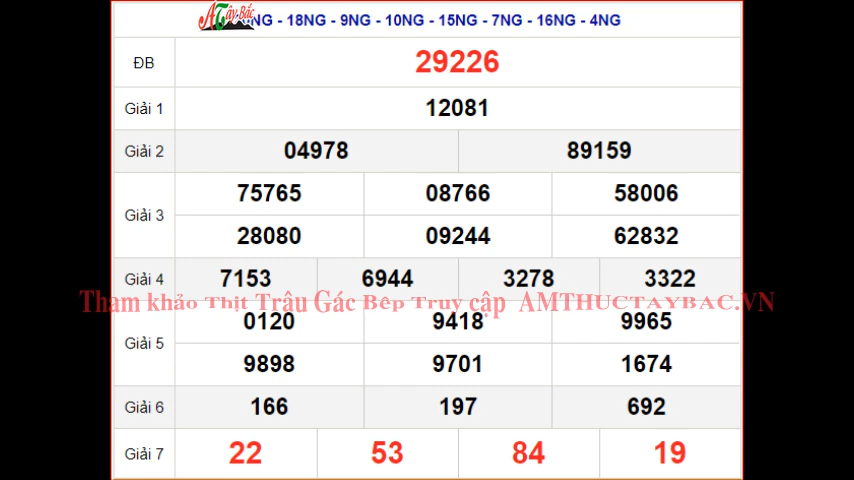 A Tây Bắc
NG - 18NG - 9NG - 10NG - 15NG - 7NG - 16NG - 4NG
ĐB 29226
Giải 1 12081
Giải 2 04978 89159
Giải 3 75765 08766 58006
28080 09244 62832
Giải 4 7153 6944 3278 3322
Tham khảo Thịt Trâu Gác Bếp Truy cập AMTHUCTAYBAC.VN
Giải 5 0120 9418 9965
9898 9701 1674
Giải 6 166 197 692
Giải 7 22 53 84 19